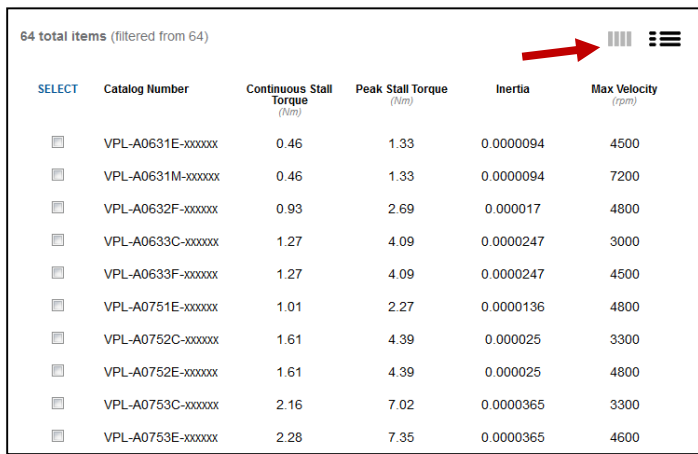 64 total items (filtered from 64)
SELECT Catalog Number Continuous Stall Torque (Nm) Peak Stall Torque (Nm) Inertia Max Velocity (rpm)
VPL-A0631E-xxxxxx 0.46 1.33 0.0000094 4500
VPL-A0631M-xxxxxx 0.46 1.33 0.0000094 7200
VPL-A0632F-xxxxxx 0.93 2.69 0.000017 4800
VPL-A0633C-xxxxxx 1.27 4.09 0.0000247 3000
VPL-A0633F-xxxxxx 1.27 4.09 0.0000247 4500
VPL-A0751E-xxxxxx 1.01 2.27 0.0000136 4800
VPL-A0752C-xxxxxx 1.61 4.39 0.000025 3300
VPL-A0752E-xxxxxx 1.61 4.39 0.000025 4800
VPL-A0753C-xxxxxx 2.16 7.02 0.0000365 3300
VPL-A0753E-xxxxxx 2.28 7.35 0.0000365 4600